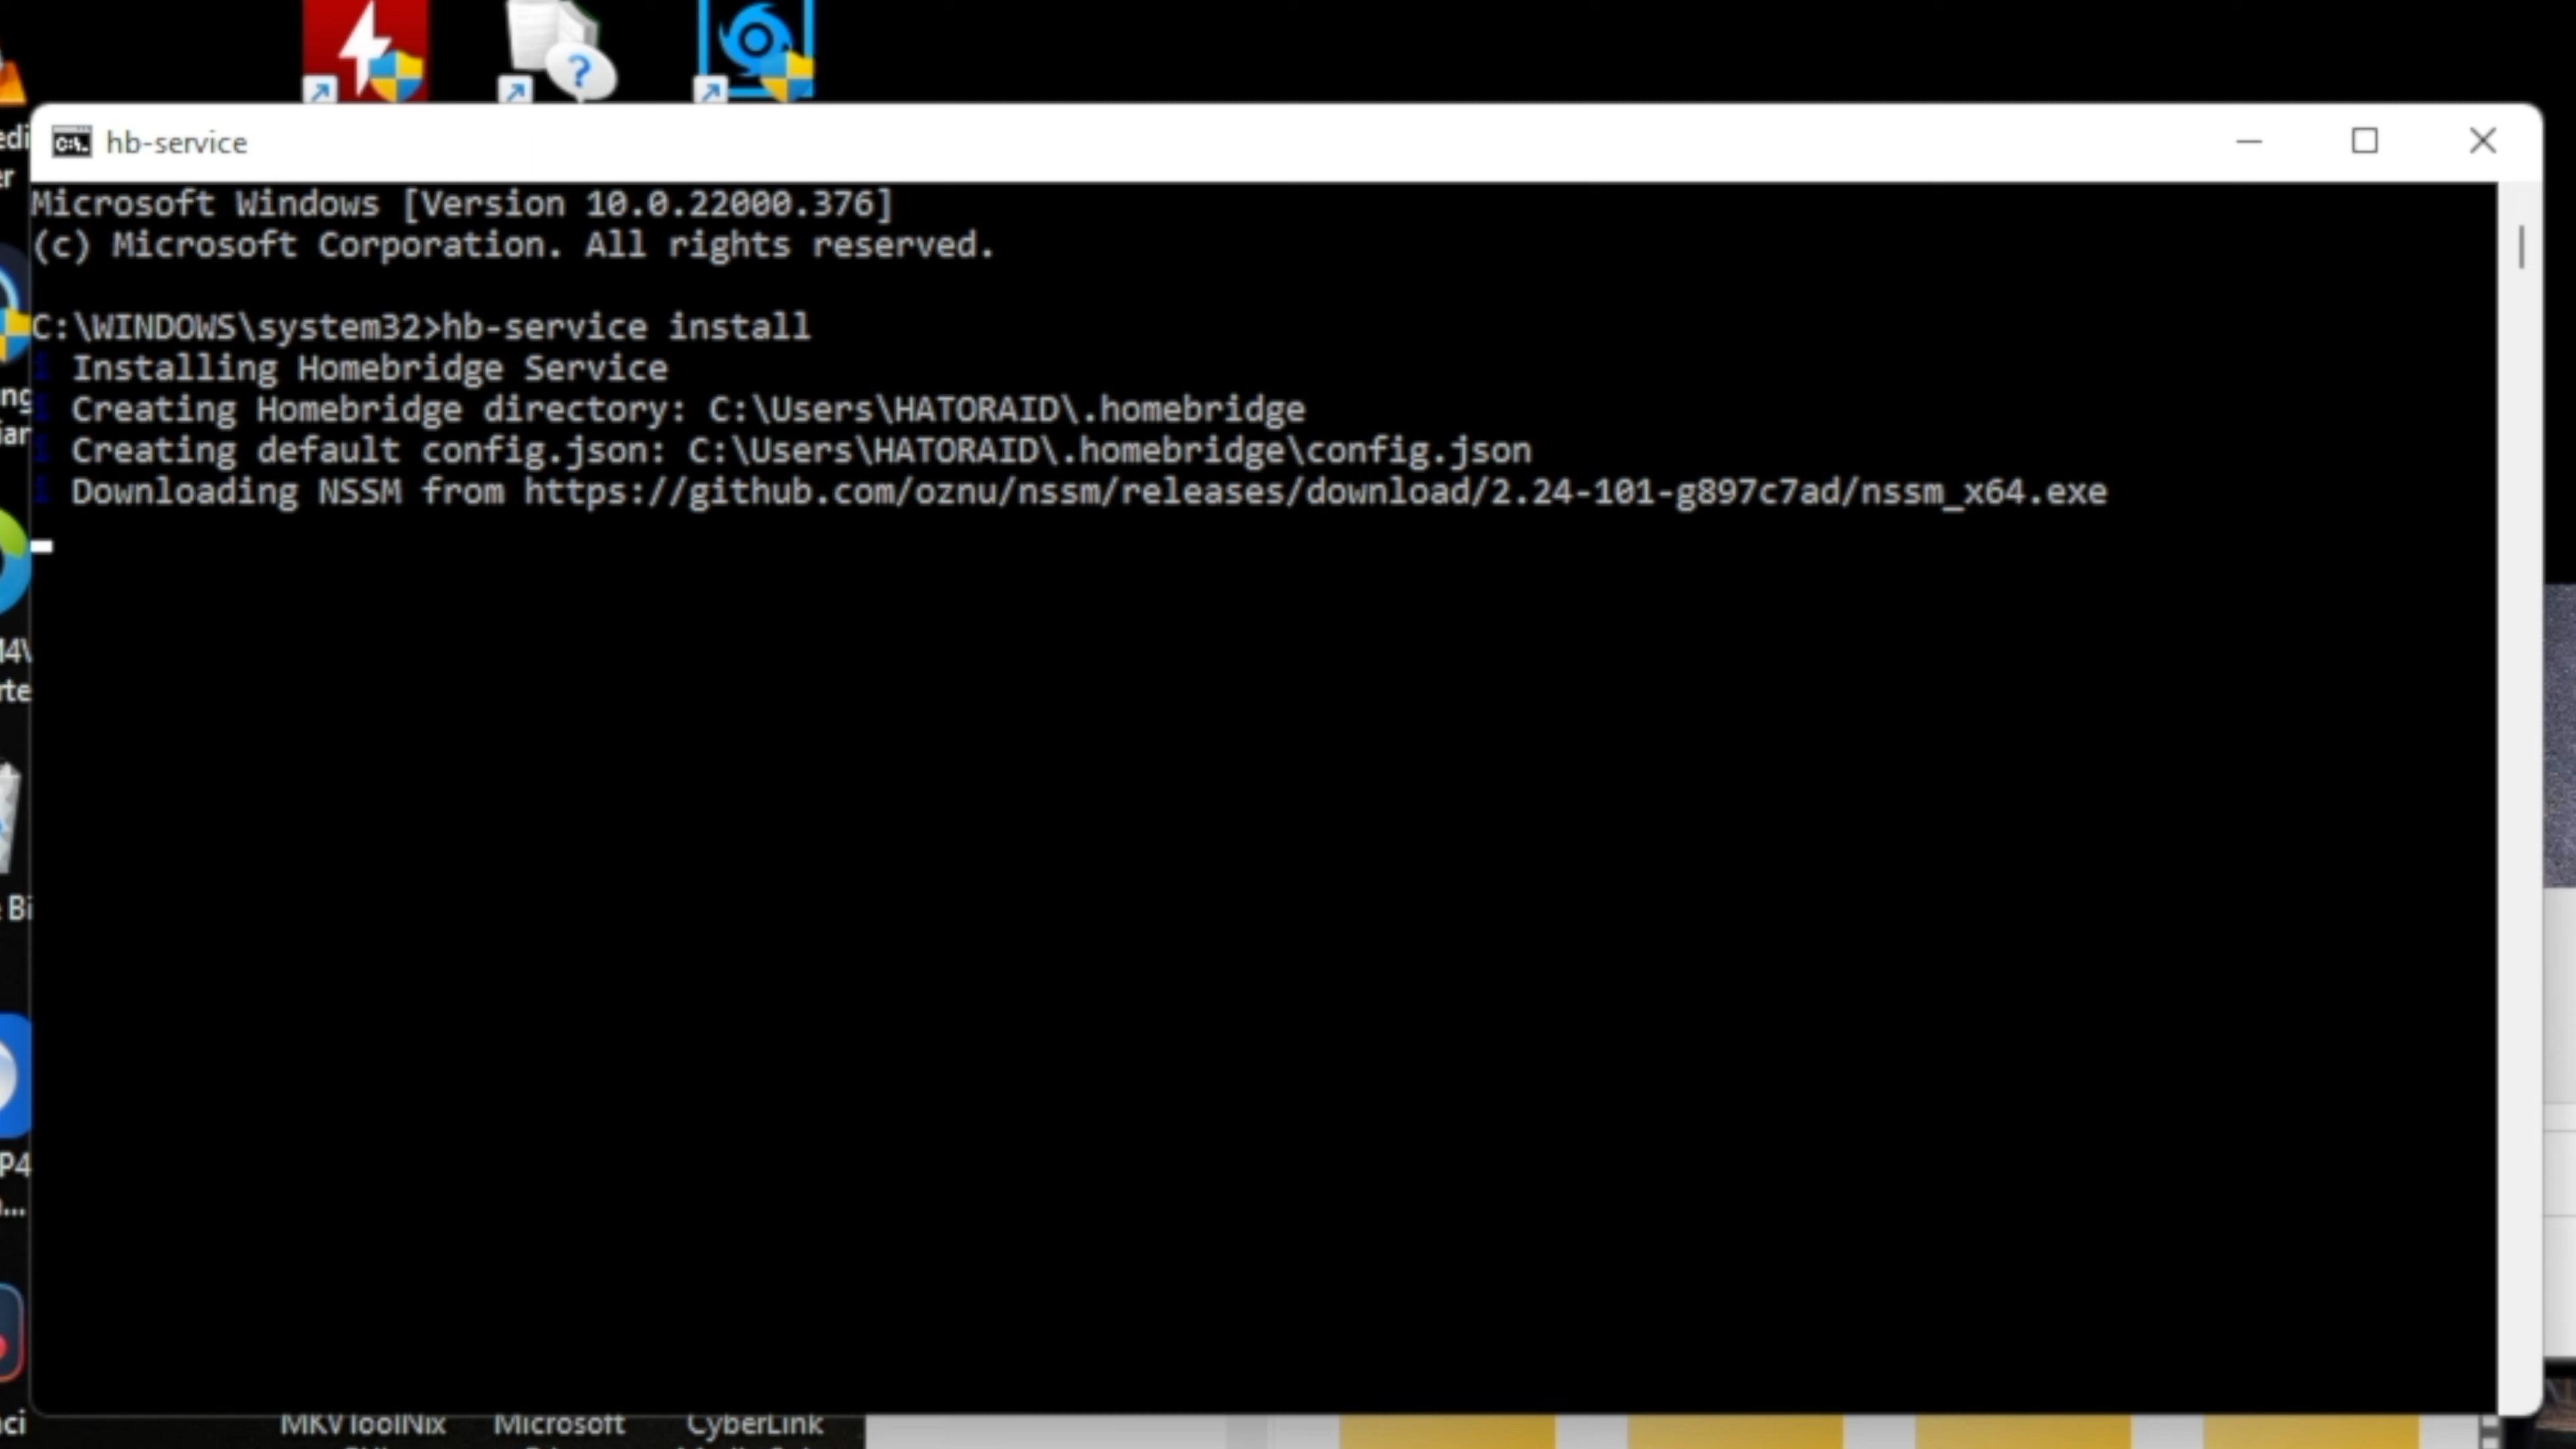 hb-service
Microsoft Windows [Version 10.0.22000.376]
(c) Microsoft Corporation. All rights reserved.
C:\WINDOWS\system32>hb-service install
i Installing Homebridge Service
i Creating Homebridge directory: C:\Users\HATORAID\.homebridge
i Creating default config.json: C:\Users\HATORAID\.homebridge\config.json
i Downloading NSSM from https://github.com/oznu/nssm/releases/download/2.24-101-g897c7ad/nssm_x64.exe
MKVToolNix Microsoft CyberLink